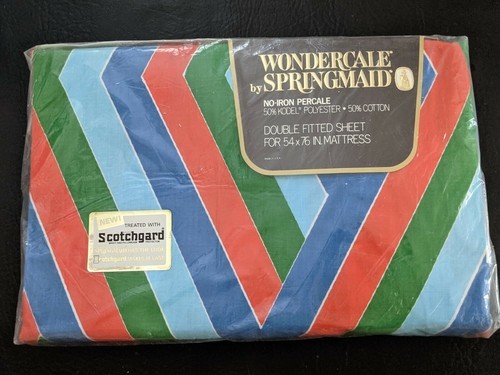 WONDERCALE®
by SPRINGMAID®
NO-IRON PERCALE
50% KODEL® POLYESTER • 50% COTTON
DOUBLE FITTED SHEET
FOR 54 x 76 IN. MATTRESS
NEW!
TREATED WITH
Scotchgard